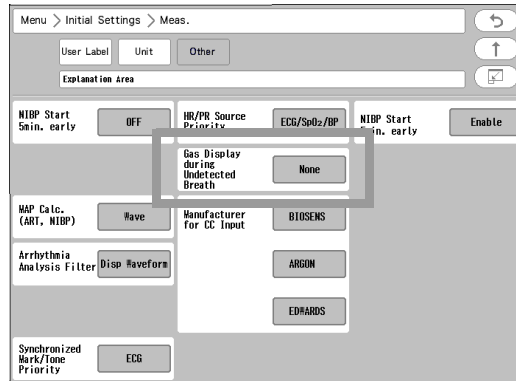 Menu > Initial Settings > Meas.
User Label
Unit
Other
Explanation Area
NIBP Start
5min. early
OFF
HR/PR Source
Priority
ECG/SpO₂/BP
NIBP Start
5min. early
Enable
Gas Display
during
Undetected
Breath
None
MAP Calc.
(ART, NIBP)
Wave
Manufacturer
for CC Input
BIOSENS
Arrhythmia
Analysis Filter
Disp Waveform
ARGON
EDWARDS
Synchronized
Mark/Tone
Priority
ECG